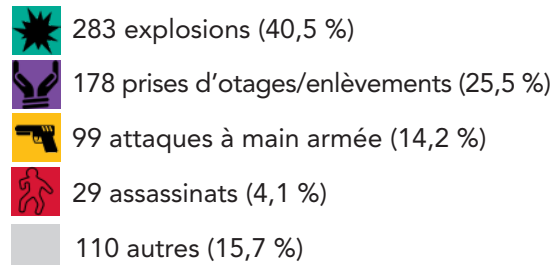 283 explosions (40,5 %)
178 prises d’otages/enlèvements (25,5 %)
99 attaques à main armée (14,2 %)
29 assassinats (4,1 %)
110 autres (15,7 %)